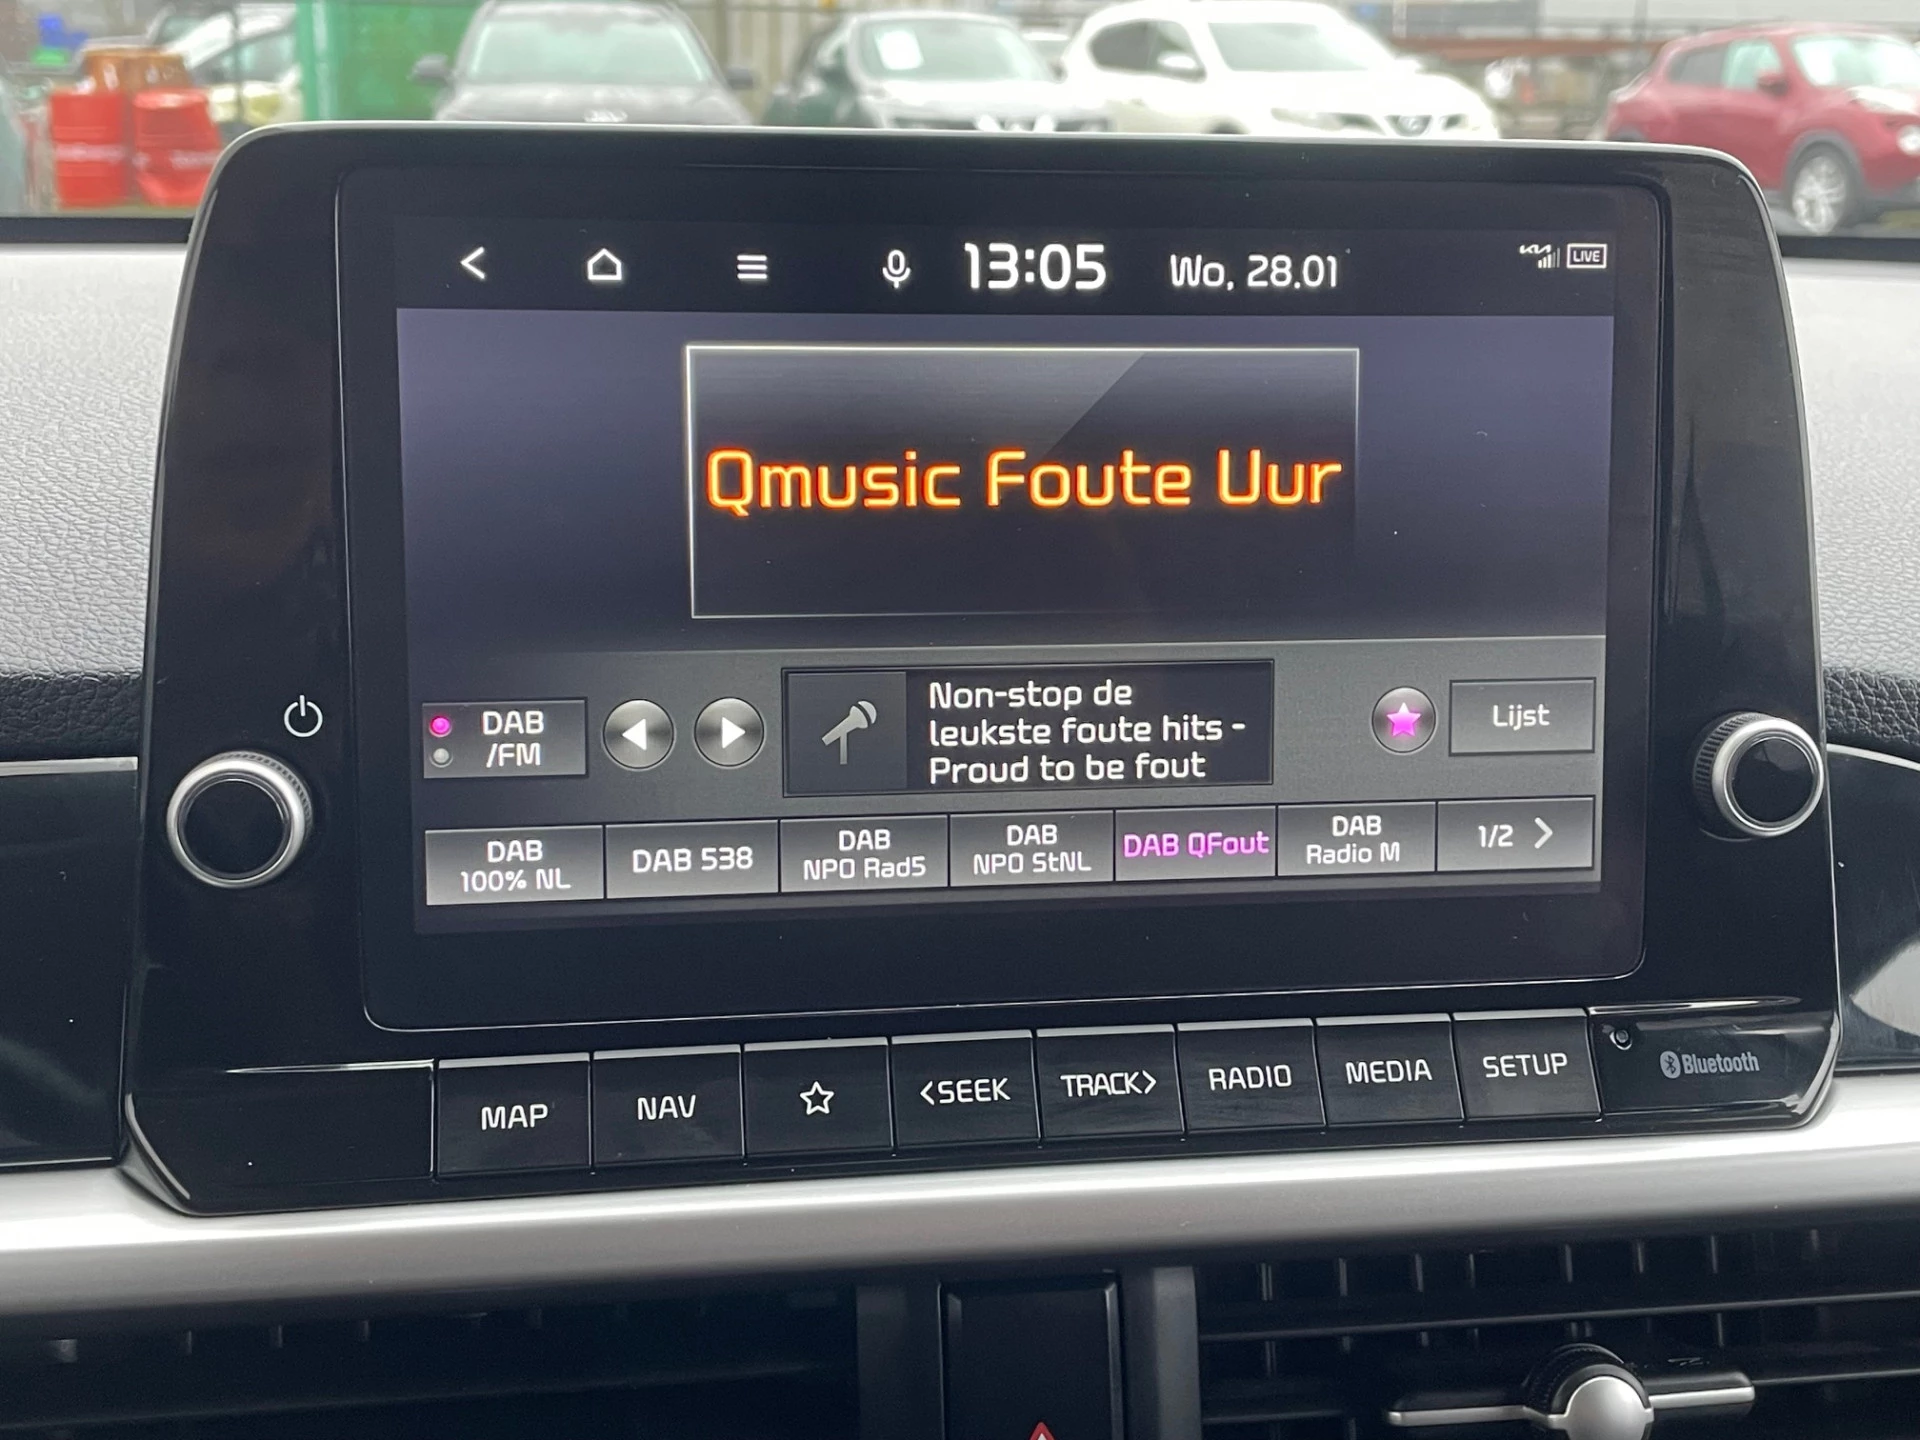 13:05 Wo, 28.01 LIVE
Qmusic Foute Uur
DAB
/FM
Non-stop de
leukste foute hits -
Proud to be fout
Lijst
DAB
100% NL
DAB 538
DAB
NPO Rad5
DAB
NPO StNL
DAB QFout
DAB
Radio M
1/2 >
MAP
NAV
<SEEK
TRACK>
RADIO
MEDIA
SETUP
Bluetooth